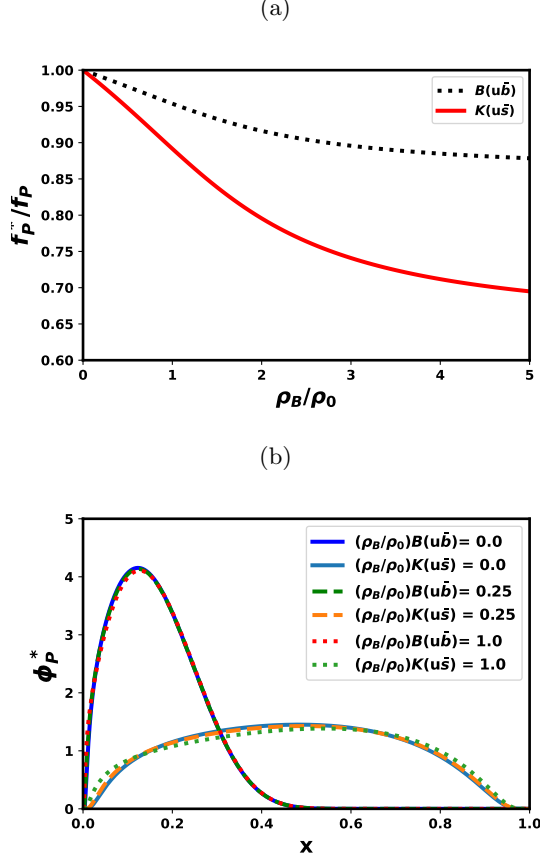 (a)
1.00
0.95
0.90
0.85
0.80
0.75
0.70
0.65
0.60
f_P^*/f_P
B(ub̄)
K(us̄)
0 1 2 3 4 5
ρ_B/ρ_0
(b)
5
4
3
2
1
0
ϕ_P^*
(ρ_B/ρ_0)B(ub̄)= 0.0
(ρ_B/ρ_0)K(us̄) = 0.0
(ρ_B/ρ_0)B(ub̄)= 0.25
(ρ_B/ρ_0)K(us̄) = 0.25
(ρ_B/ρ_0)B(ub̄)= 1.0
(ρ_B/ρ_0)K(us̄) = 1.0
0.0 0.2 0.4 0.6 0.8 1.0
x